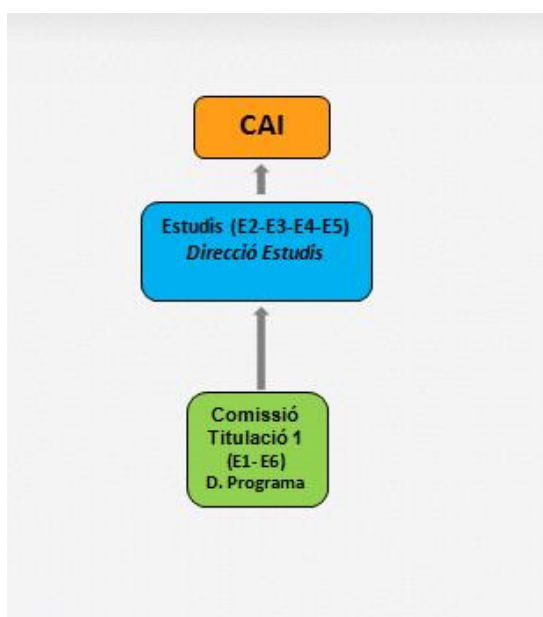 CAI
Estudis (E2-E3-E4-E5)
Direcció Estudis
Comissió
Titulació 1
(E1- E6)
D. Programa